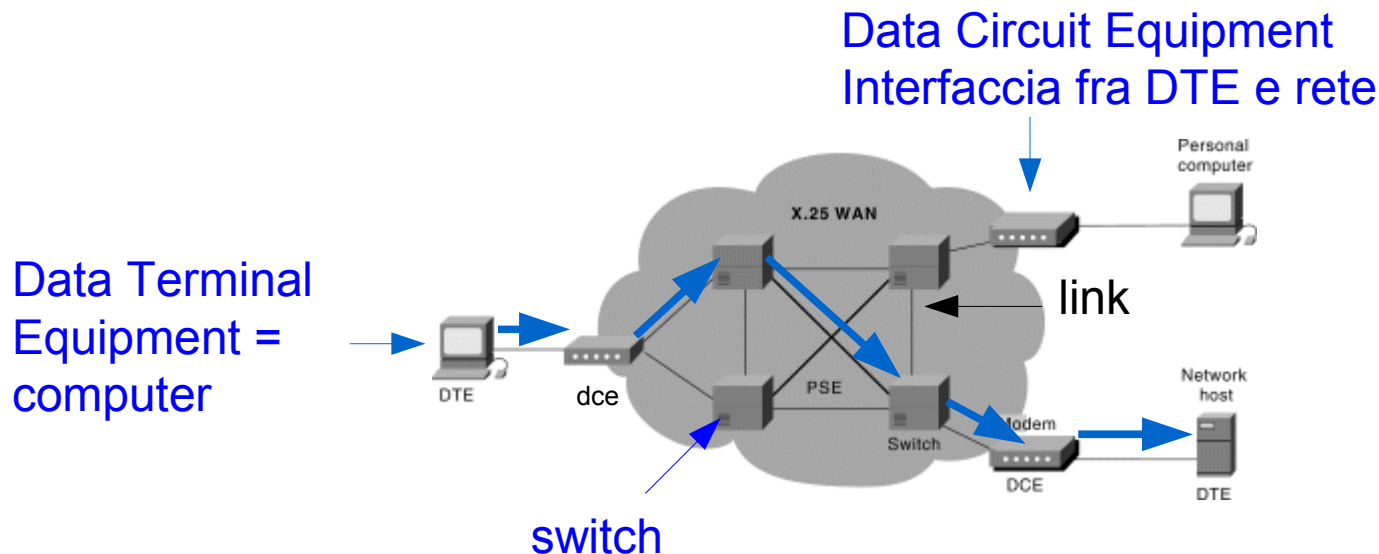 Data Circuit Equipment
Interfaccia fra DTE e rete
Personal
computer
X.25 WAN
Data Terminal
Equipment =
computer
link
DTE
dce
PSE
Network
host
Switch
Modem
DCE
DTE
switch